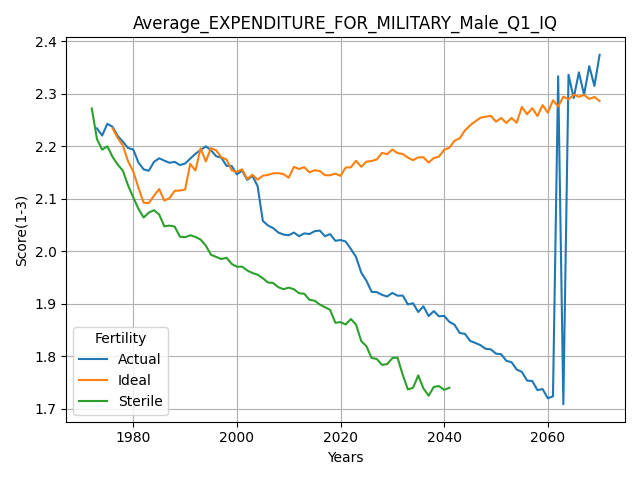 Average_EXPENDITURE_FOR_MILITARY_Male_Q1_IQ
2.4
2.3
2.2
2.1
2.0
1.9
1.8
1.7
Score(1-3)
Fertility
Actual
Ideal
Sterile
1980 2000 2020 2040 2060
Years